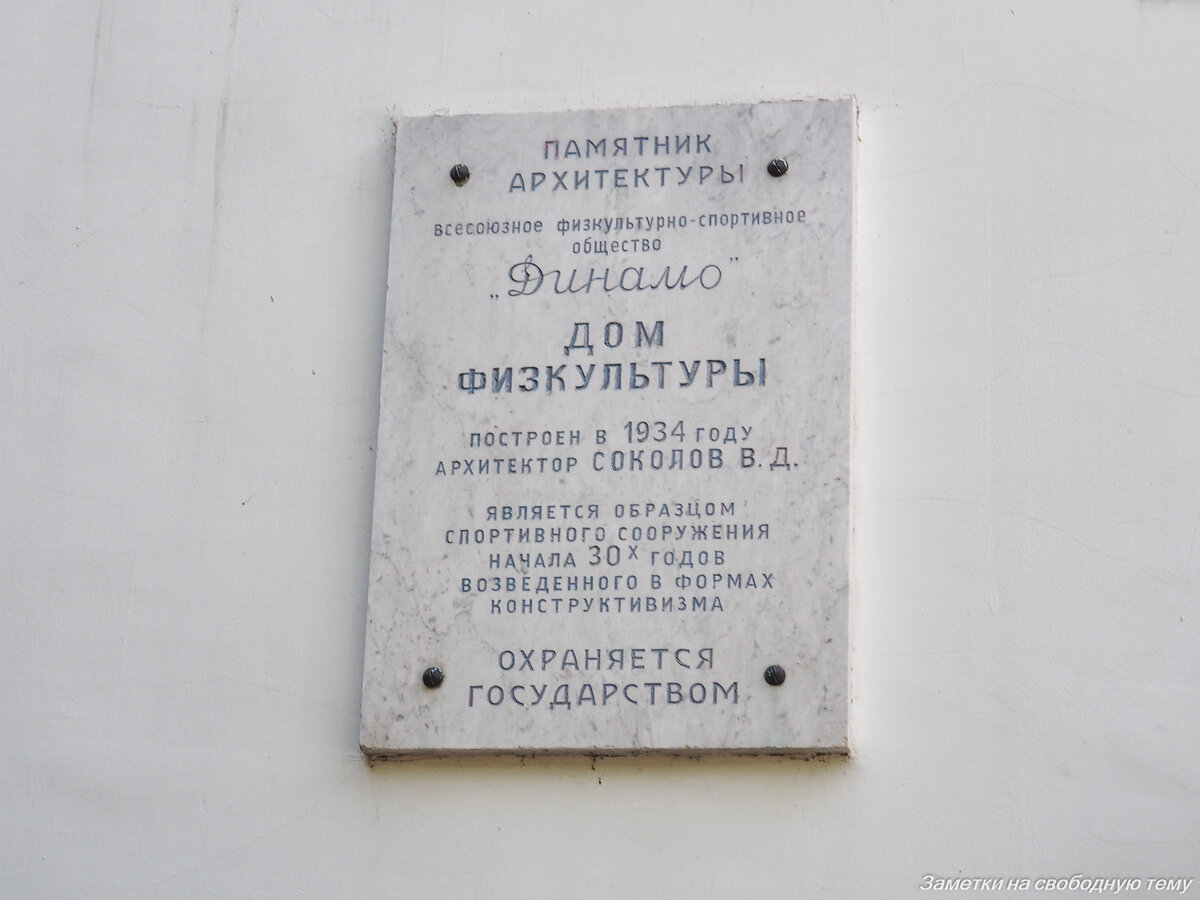 ПАМЯТНИК
АРХИТЕКТУРЫ
ВСЕСОЮЗНОЕ ФИЗКУЛЬТУРНО-СПОРТИВНОЕ
ОБЩЕСТВО
„Динамо"
ДОМ
ФИЗКУЛЬТУРЫ
ПОСТРОЕН В 1934 ГОДУ
АРХИТЕКТОР СОКОЛОВ В.Д.
ЯВЛЯЕТСЯ ОБРАЗЦОМ
СПОРТИВНОГО СООРУЖЕНИЯ
НАЧАЛА 30Х ГОДОВ
ВОЗВЕДЕННОГО В ФОРМАХ
КОНСТРУКТИВИЗМА
ОХРАНЯЕТСЯ
ГОСУДАРСТВОМ
Заметки на свободную тему